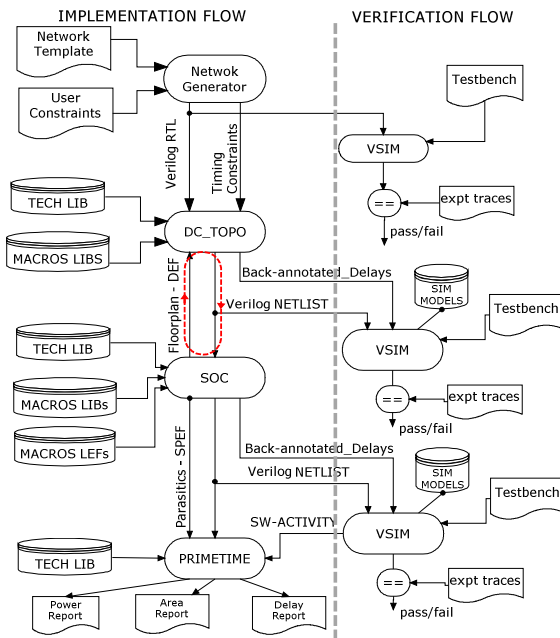 IMPLEMENTATION FLOW
VERIFICATION FLOW
Network
Template
User
Constraints
Netwok
Generator
Testbench
Verilog RTL
Timing
Constraints
VSIM
==
expt traces
pass/fail
TECH LIB
MACROS LIBS
DC_TOPO
Back-annotated_Delays
Floorplan - DEF
Verilog NETLIST
SIM
MODELS
Testbench
VSIM
TECH LIB
MACROS LIBs
MACROS LEFs
SOC
==
expt traces
pass/fail
Back-annotated_Delays
Verilog NETLIST
Parasitics - SPEF
SIM
MODELS
Testbench
SW-ACTIVITY
VSIM
TECH LIB
PRIMETIME
==
expt traces
pass/fail
Power
Report
Area
Report
Delay
Report